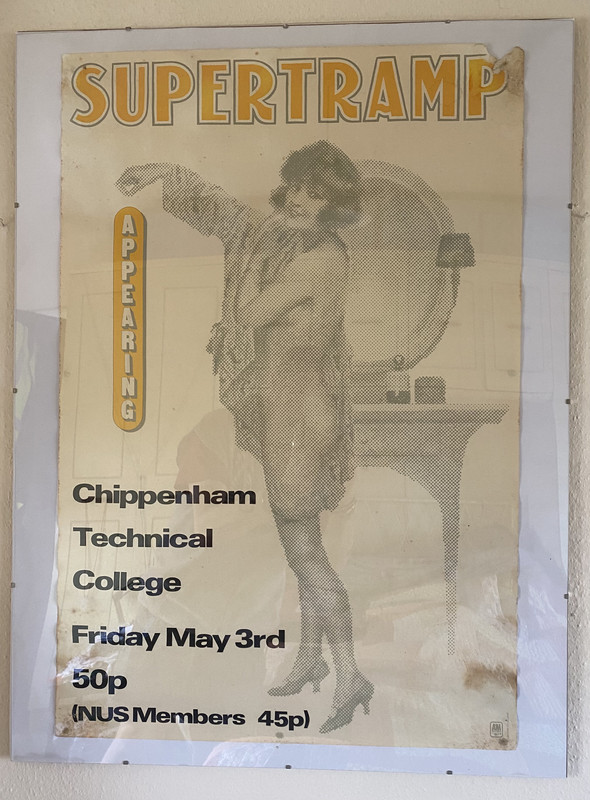 SUPERTRAMP
APPEARING
Chippenham
Technical
College
Friday May 3rd
50p
(NUS Members 45p)